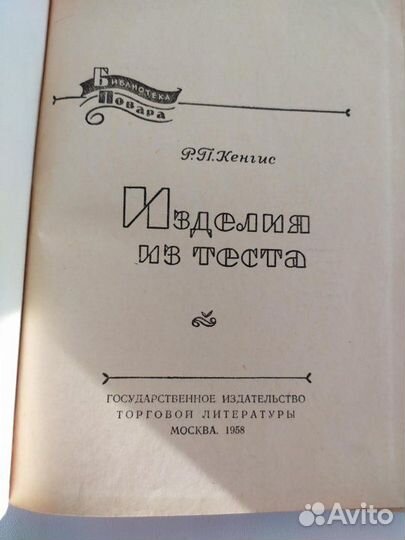 Библиотека
Повара
Р.П.Кенгис
Изделия
из теста
ГОСУДАРСТВЕННОЕ ИЗДАТЕЛЬСТВО
ТОРГОВОЙ ЛИТЕРАТУРЫ
МОСКВА. 1958
Avito